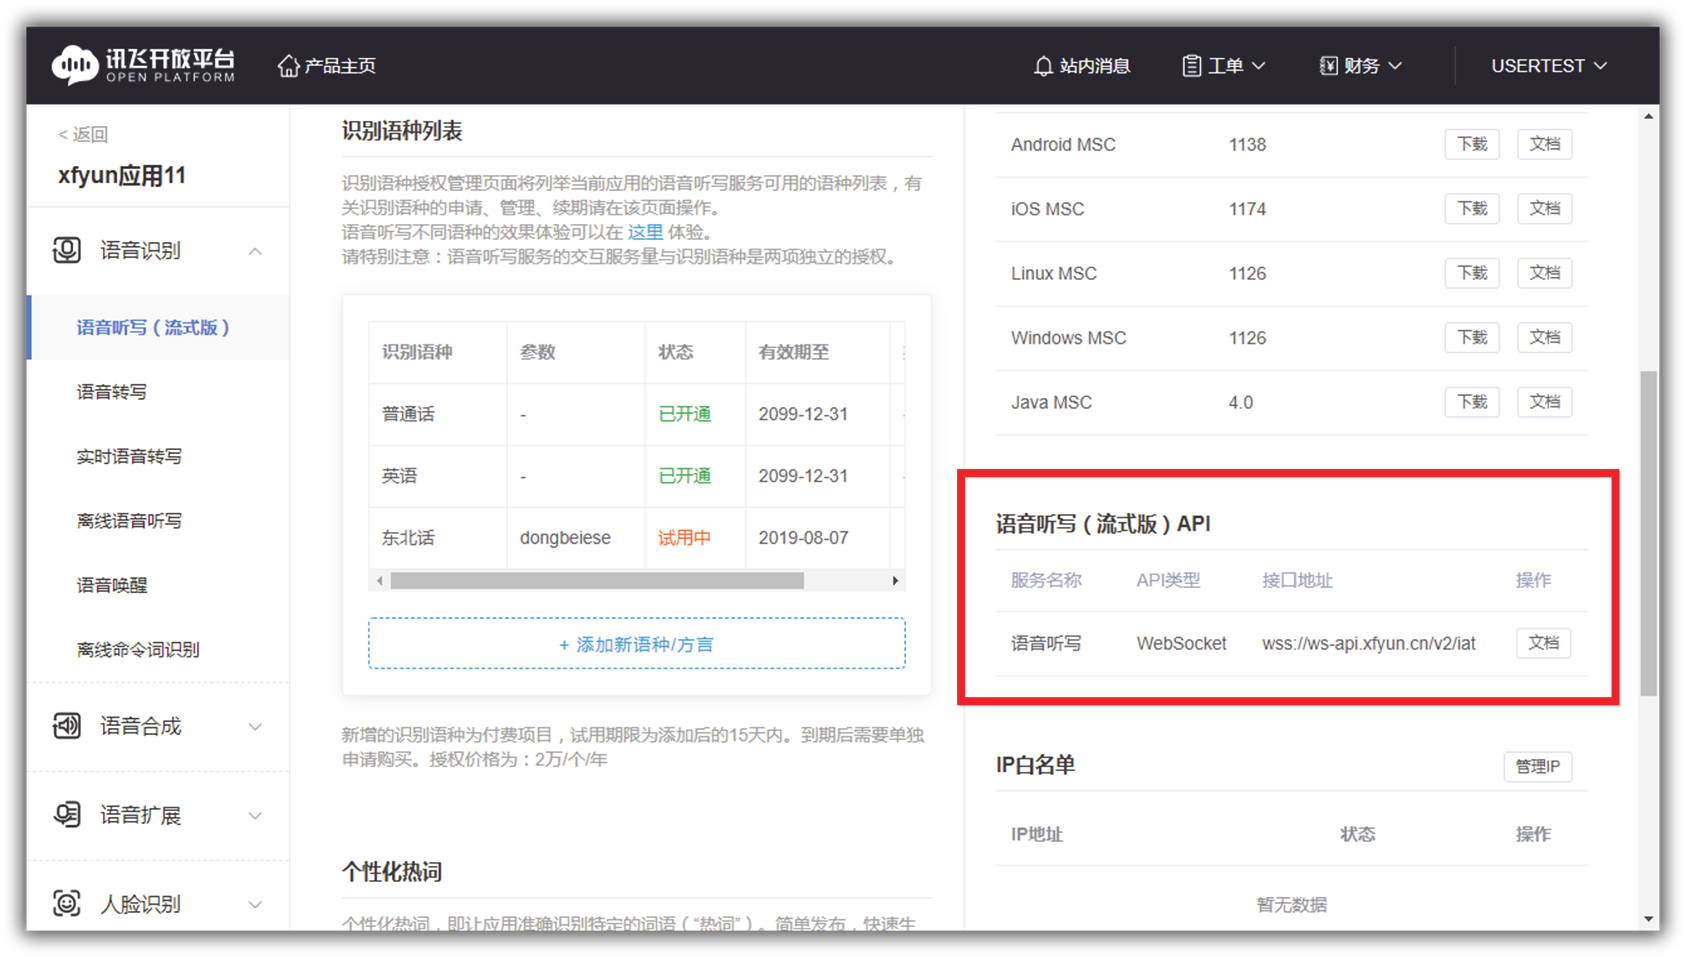 讯飞开放平台
OPEN PLATFORM
产品主页
站内消息
工单
财务
USERTEST
< 返回
xfyun应用11
语音识别
语音听写（流式版）
语音转写
实时语音转写
离线语音听写
语音唤醒
离线命令词识别
语音合成
语音扩展
人脸识别
识别语种列表
识别语种授权管理页面将列举当前应用的语音听写服务可用的语种列表，有
关识别语种的申请、管理、续期请在该页面操作。
语音听写不同语种的效果体验可以在 这里 体验。
请特别注意：语音听写服务的交互服务量与识别语种是两项独立的授权。
识别语种 参数 状态 有效期至
普通话 - 已开通 2099-12-31
英语 - 已开通 2099-12-31
东北话 dongbeiese 试用中 2019-08-07
+ 添加新语种/方言
新增的识别语种为付费项目，试用期限为添加后的15天内。到期后需要单独
申请购买。授权价格为：2万/个/年
个性化热词
个性化热词，即让应用准确识别特定的词语（“热词”）。简单发布，快速生
Android MSC 1138 下载 文档
iOS MSC 1174 下载 文档
Linux MSC 1126 下载 文档
Windows MSC 1126 下载 文档
Java MSC 4.0 下载 文档
语音听写（流式版）API
服务名称 API类型 接口地址 操作
语音听写 WebSocket wss://ws-api.xfyun.cn/v2/iat 文档
IP白名单 管理IP
IP地址 状态 操作
暂无数据